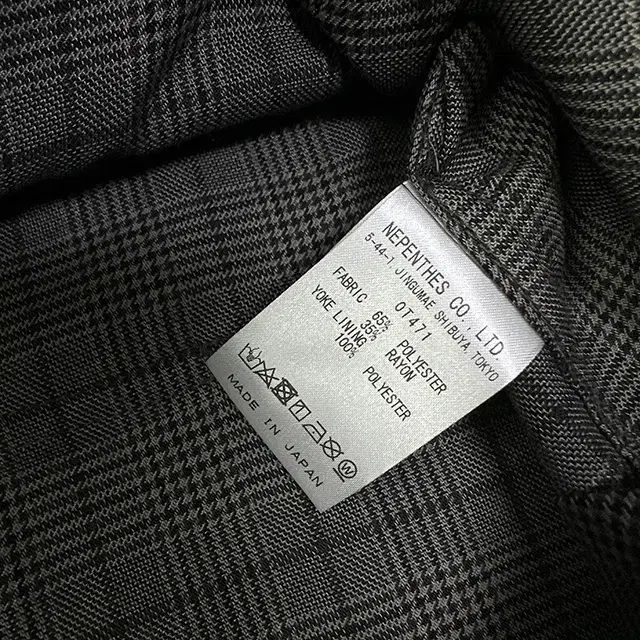 NEPENTHES CO., LTD.
5-44-1 JINGUMAE SHIBUYA, TOKYO
OT471
FABRIC 65% POLYESTER
35% RAYON
YOKE LINING
100% POLYESTER
MADE IN JAPAN